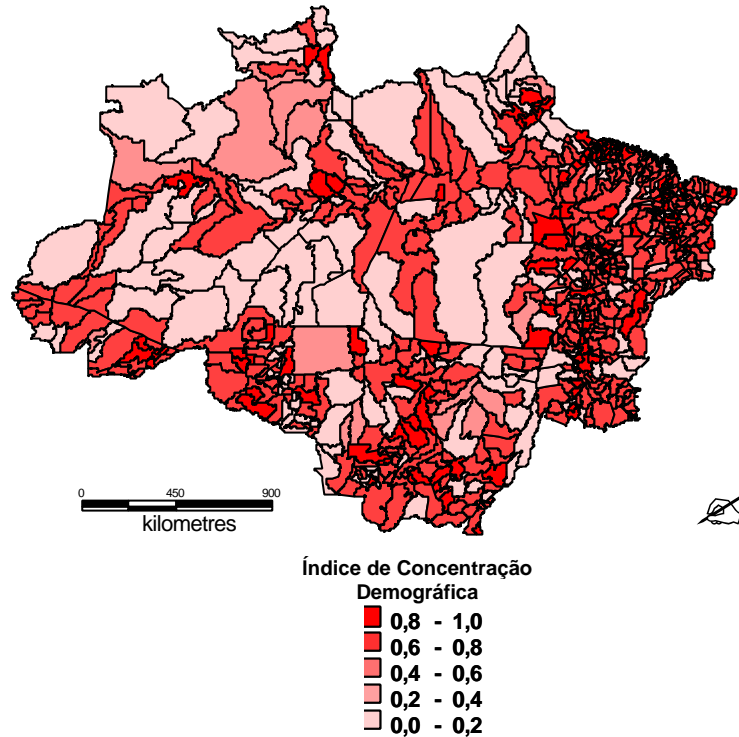 0 450 900
kilometres
Índice de Concentração
Demográfica
0,8 - 1,0
0,6 - 0,8
0,4 - 0,6
0,2 - 0,4
0,0 - 0,2